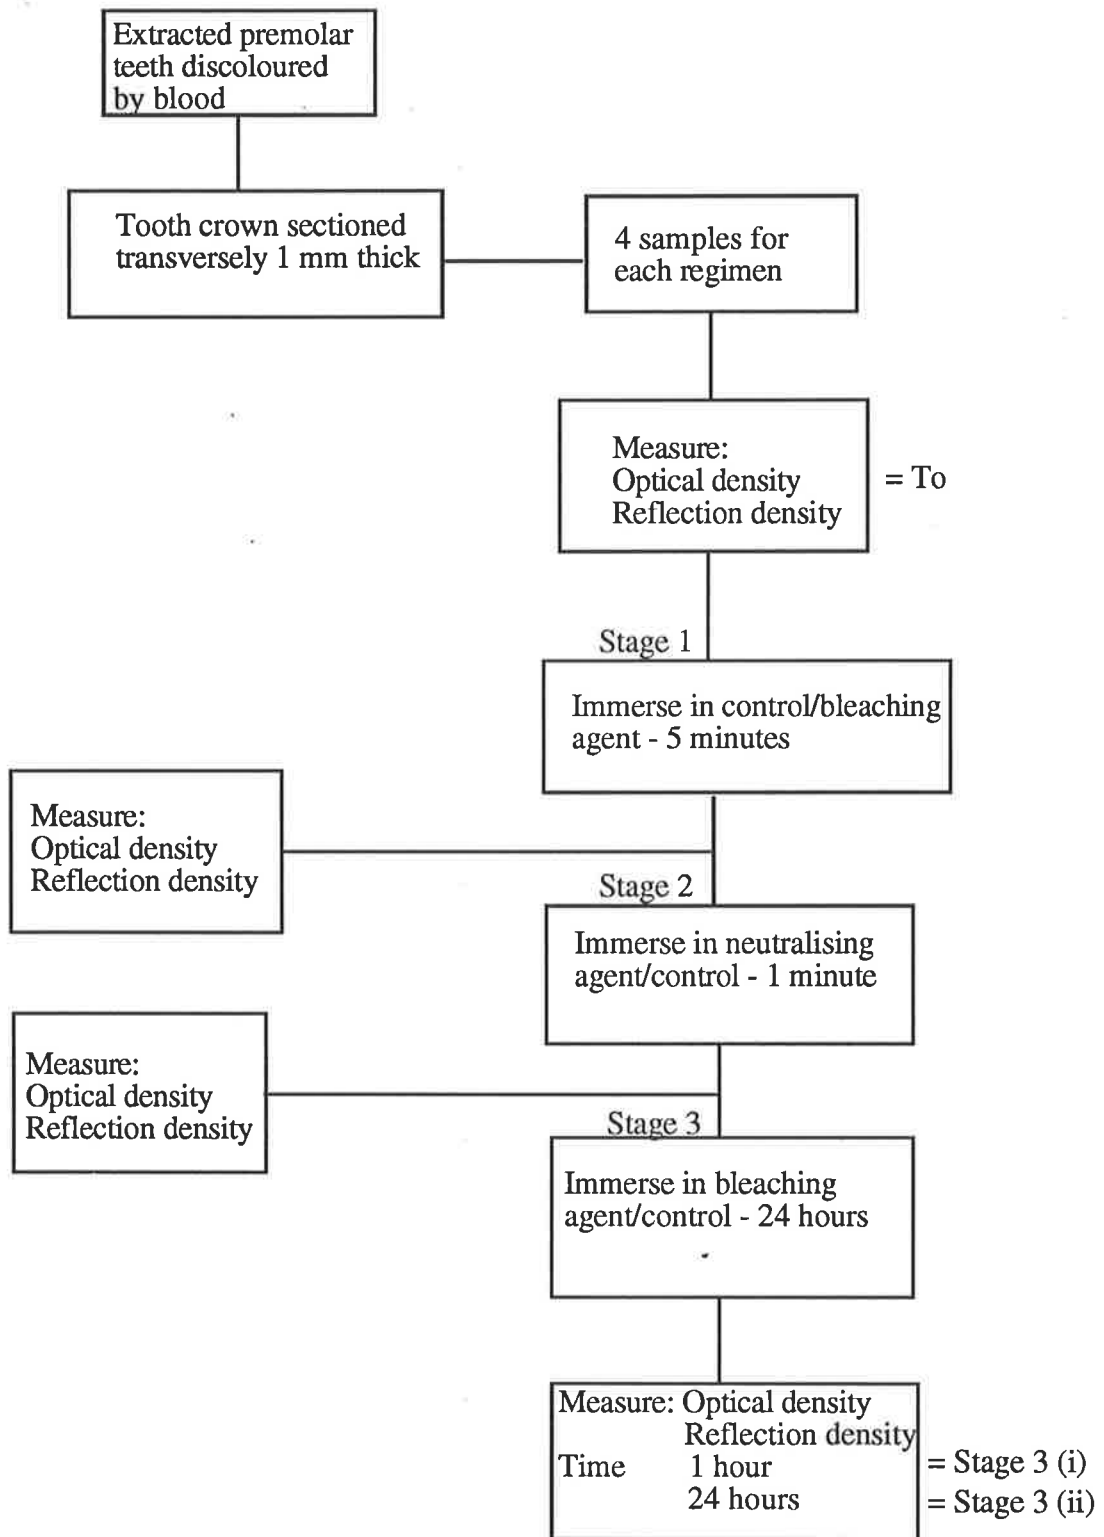 Extracted premolar
teeth discoloured
by blood
Tooth crown sectioned
transversely 1 mm thick
4 samples for
each regimen
Measure:
Optical density
Reflection density
= To
Stage 1
Immerse in control/bleaching
agent - 5 minutes
Measure:
Optical density
Reflection density
Stage 2
Immerse in neutralising
agent/control - 1 minute
Measure:
Optical density
Reflection density
Stage 3
Immerse in bleaching
agent/control - 24 hours
Measure: Optical density
Reflection density
Time 1 hour = Stage 3 (i)
24 hours = Stage 3 (ii)